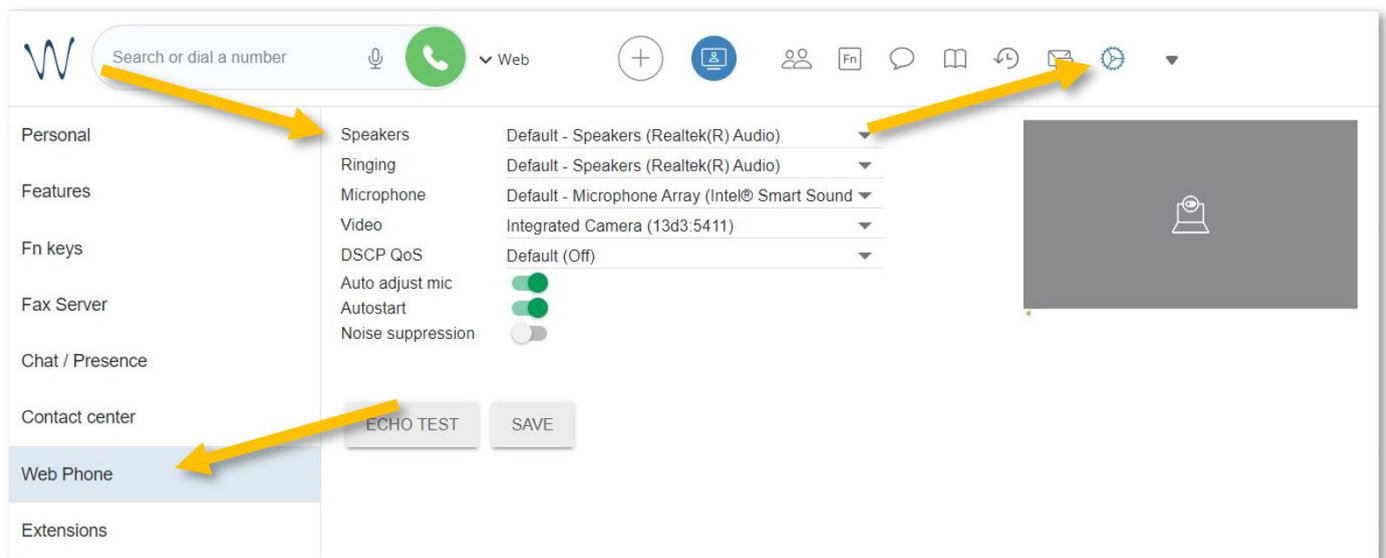 W
Search or dial a number
Web
Fn
Personal
Features
Fn keys
Fax Server
Chat / Presence
Contact center
Web Phone
Extensions
Speakers Default - Speakers (Realtek(R) Audio)
Ringing Default - Speakers (Realtek(R) Audio)
Microphone Default - Microphone Array (Intel® Smart Sound
Video Integrated Camera (13d3:5411)
DSCP QoS Default (Off)
Auto adjust mic
Autostart
Noise suppression
ECHO TEST SAVE